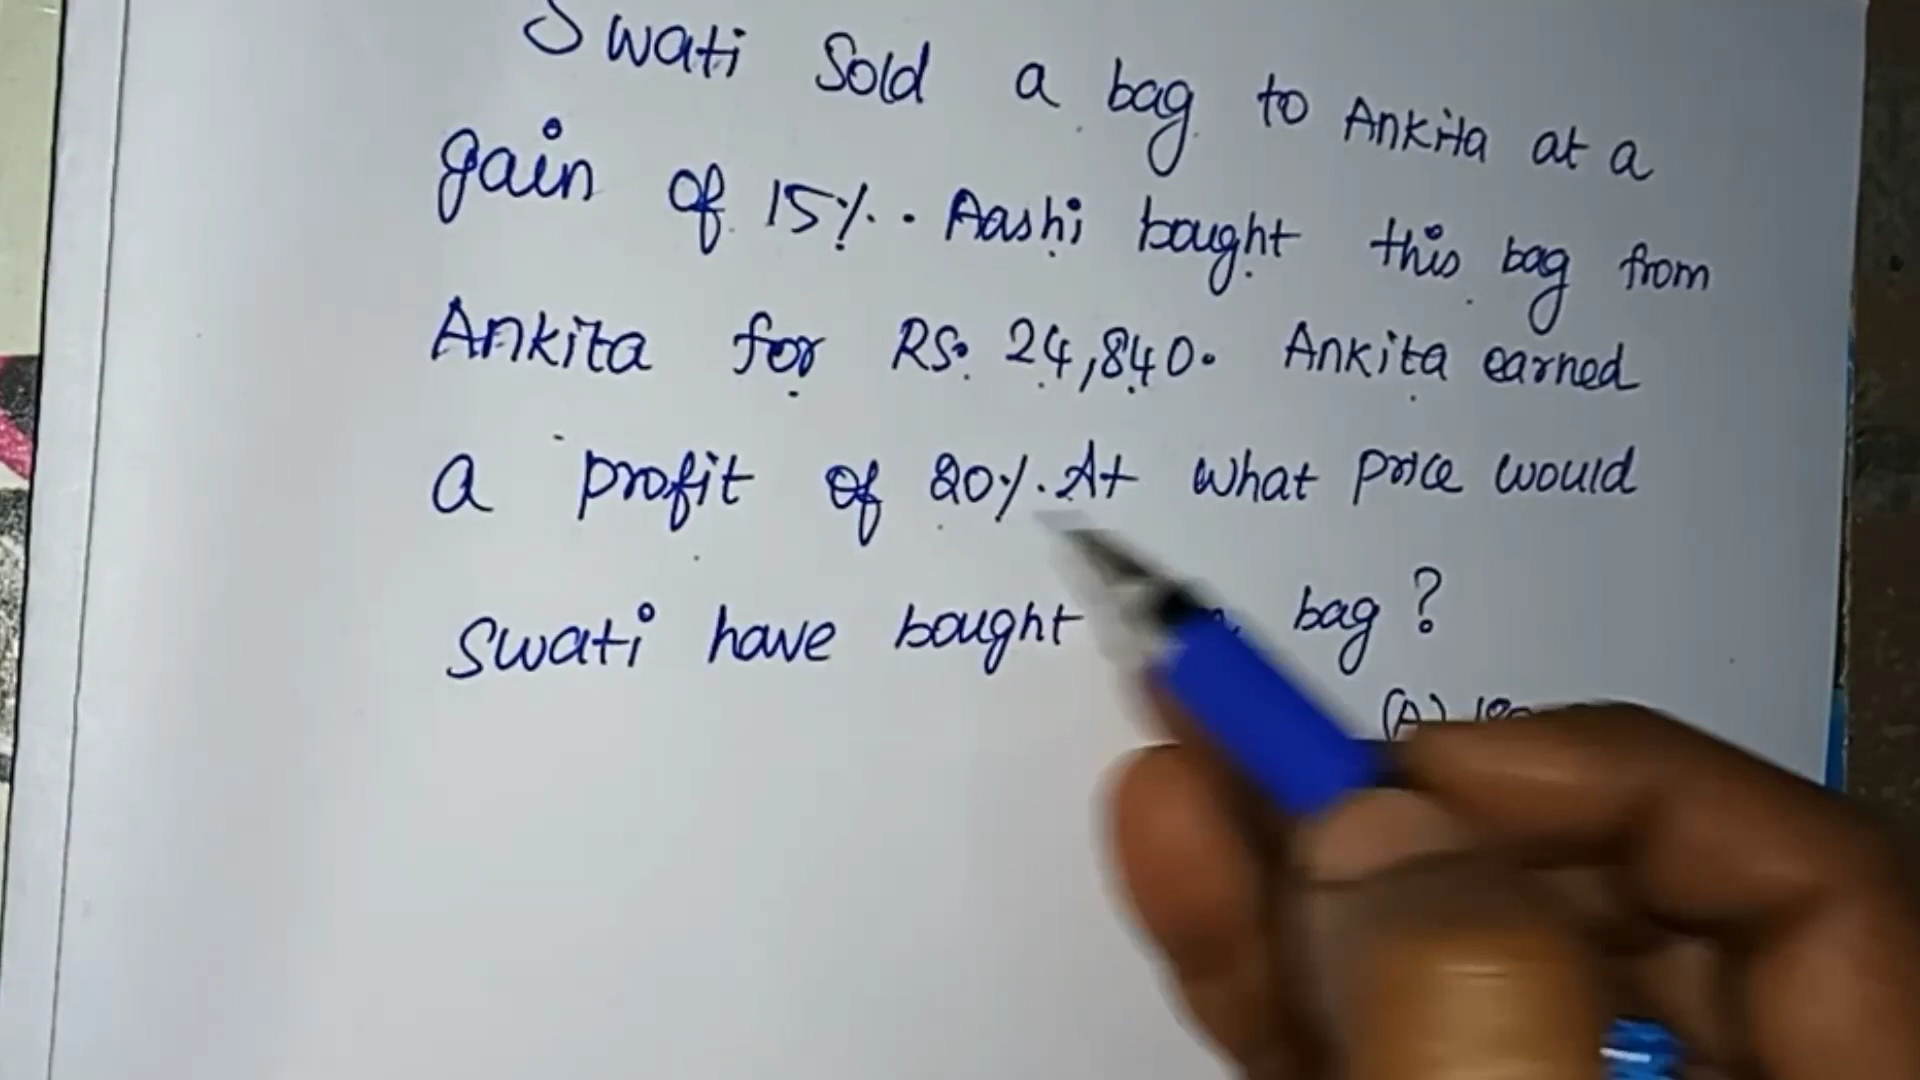 Swati Sold a bag to Ankita at a
gain of 15%. Aashi bought this bag from
Ankita for RS. 24,840. Ankita earned
a profit of 20%. At what price would
Swati have bought bag?
(A)